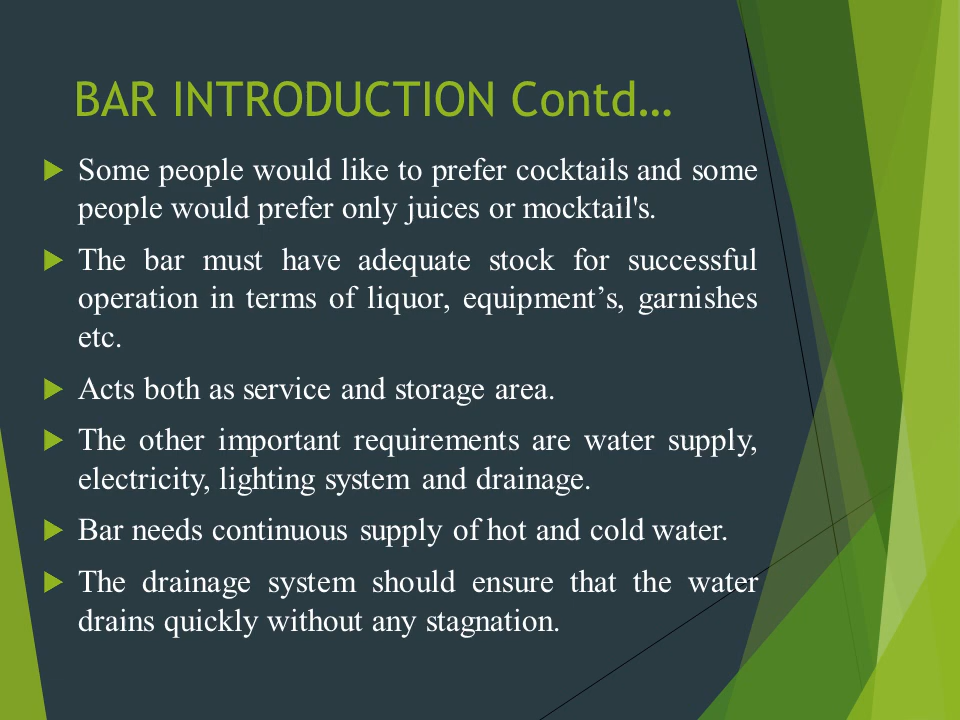 BAR INTRODUCTION Contd…
Some people would like to prefer cocktails and some
people would prefer only juices or mocktail's.
The bar must have adequate stock for successful
operation in terms of liquor, equipment’s, garnishes
etc.
Acts both as service and storage area.
The other important requirements are water supply,
electricity, lighting system and drainage.
Bar needs continuous supply of hot and cold water.
The drainage system should ensure that the water
drains quickly without any stagnation.